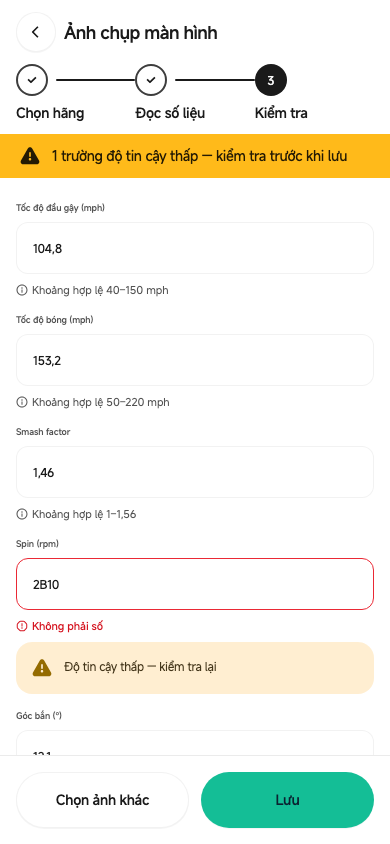 Ảnh chụp màn hình
3
Chọn hãng
Đọc số liệu
Kiểm tra
1 trường độ tin cậy thấp — kiểm tra trước khi lưu
Tốc độ đầu gậy (mph)
104,8
Khoảng hợp lệ 40–150 mph
Tốc độ bóng (mph)
153,2
Khoảng hợp lệ 50–220 mph
Smash factor
1,46
Khoảng hợp lệ 1–1,56
Spin (rpm)
2B10
Không phải số
Độ tin cậy thấp — kiểm tra lại
Góc bắn (°)
Chọn ảnh khác
Lưu